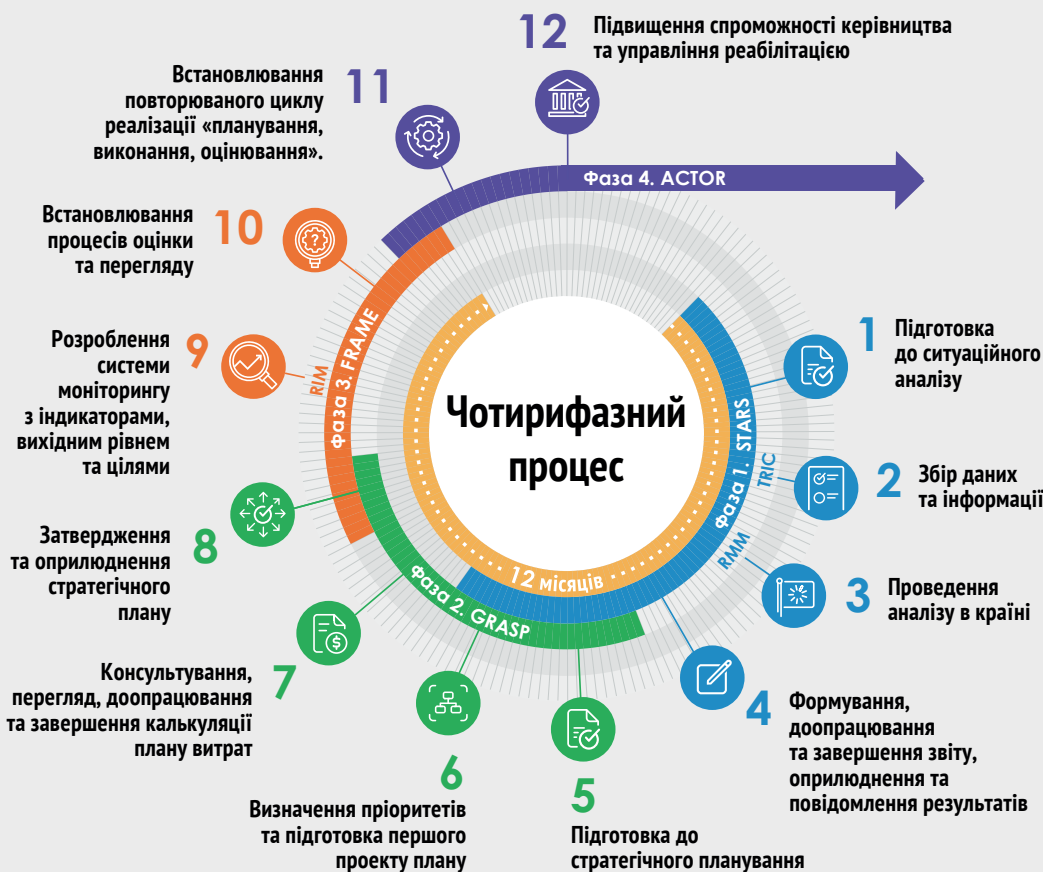 12
Підвищення спроможності керівництва
та управління реабілітацією
11
Встановлювання
повторюваного циклу
реалізації «планування,
виконання, оцінювання».
Фаза 4. ACTOR
10
Встановлювання
процесів оцінки
та перегляду
9
Розроблення
системи
моніторингу
з індикаторами,
вихідним рівнем
та цілями
RIM
Фаза 3. FRAME
Чотирифазний
процес
12 місяців
1
Підготовка
до ситуаційного
аналізу
Фаза 1. STARS
TRIC
2
Збір даних
та інформації
RMM
3
Проведення
аналізу в країні
4
Формування,
доопрацювання
та завершення звіту,
оприлюднення та
повідомлення результатів
Фаза 2. GRASP
8
Затвердження
та оприлюднення
стратегічного
плану
7
Консультування,
перегляд, доопрацювання
та завершення калькуляції
плану витрат
6
Визначення пріоритетів
та підготовка першого
проекту плану
5
Підготовка до
стратегічного планування
?
$